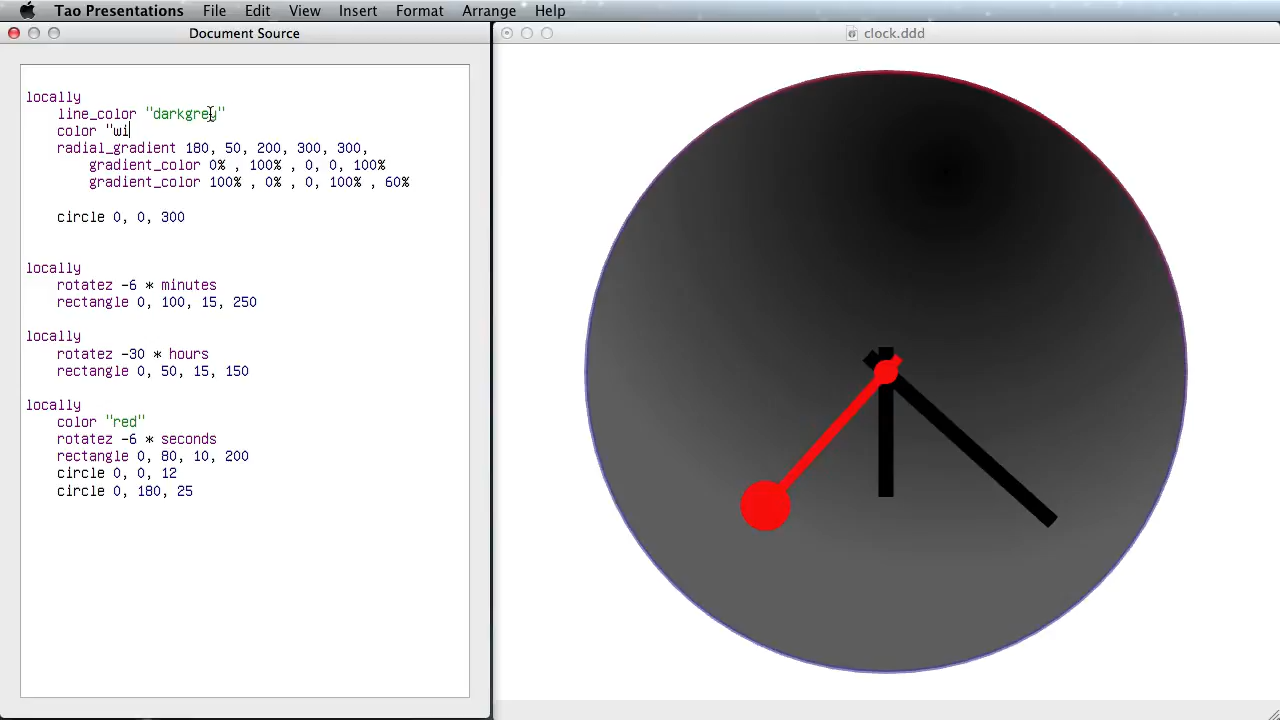 Tao Presentations File Edit View Insert Format Arrange Help
Document Source
clock.ddd
locally
line_color "darkgrey"
color "wi
radial_gradient 180, 50, 200, 300, 300,
gradient_color 0% , 100% , 0, 0, 100%
gradient_color 100% , 0% , 0, 100% , 60%
circle 0, 0, 300
locally
rotatez -6 * minutes
rectangle 0, 100, 15, 250
locally
rotatez -30 * hours
rectangle 0, 50, 15, 150
locally
color "red"
rotatez -6 * seconds
rectangle 0, 80, 10, 200
circle 0, 0, 12
circle 0, 180, 25